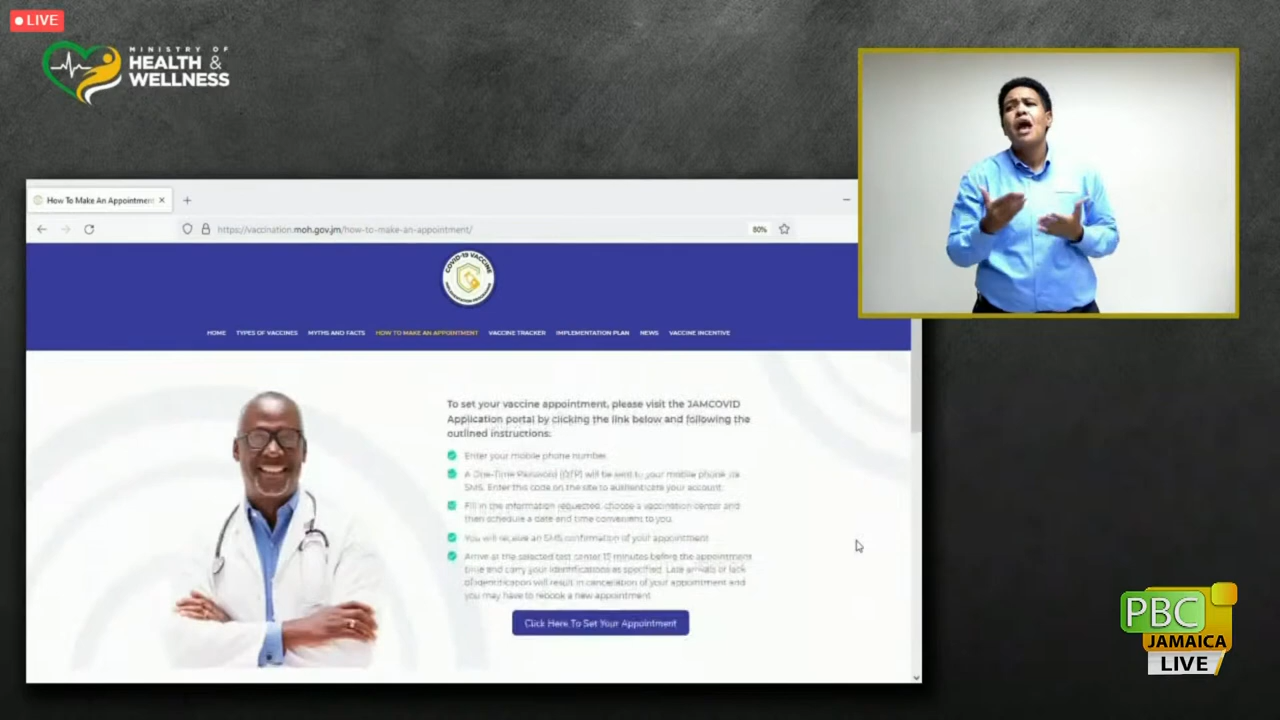 LIVE
MINISTRY OF
HEALTH &
WELLNESS
How To Make An Appointment
https://vaccination.moh.gov.jm/how-to-make-an-appointment/
80%
COVID-19 VACCINE
HOME TYPES OF VACCINES MYTHS AND FACTS HOW TO MAKE AN APPOINTMENT VACCINE TRACKER IMPLEMENTATION PLAN NEWS VACCINE INCENTIVE
To set your vaccine appointment, please visit the JAMCOVID
Application portal by clicking the link below and following the
outlined instructions:
Enter your mobile phone number
A One-Time Password (OTP) will be sent to your mobile phone via
SMS. Enter this code on the site to authenticate your account.
Fill in the information requested, choose a vaccination center and
then schedule a date and time convenient to you.
You will receive an SMS confirmation of your appointment
Arrive at the selected test center 15 minutes before the appointment
time and carry your identifications as specified. Late arrivals or lack
of identification will result in cancellation of your appointment and
you may have to rebook a new appointment
Click Here To Set Your Appointment
PBC
JAMAICA
LIVE